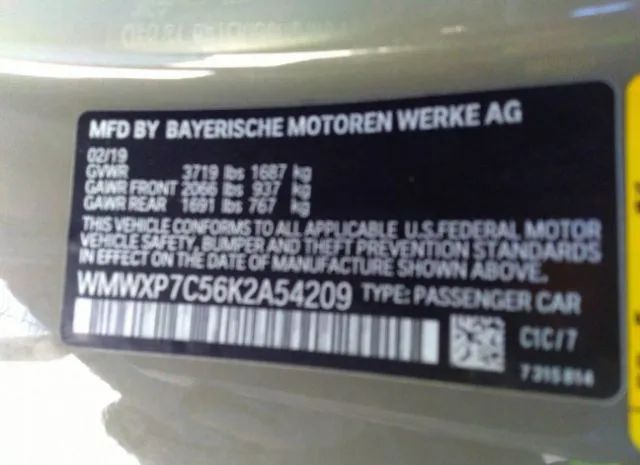 MFD BY BAYERISCHE MOTOREN WERKE AG
02/19
GVWR 3719 lbs 1687 kg
GAWR FRONT 2066 lbs 937 kg
GAWR REAR 1691 lbs 767 kg
THIS VEHICLE CONFORMS TO ALL APPLICABLE U.S.FEDERAL MOTOR
VEHICLE SAFETY, BUMPER AND THEFT PREVENTION STANDARDS
IN EFFECT ON THE DATE OF MANUFACTURE SHOWN ABOVE.
WMWXP7C56K2A54209 TYPE: PASSENGER CAR
C1C/7
7315814